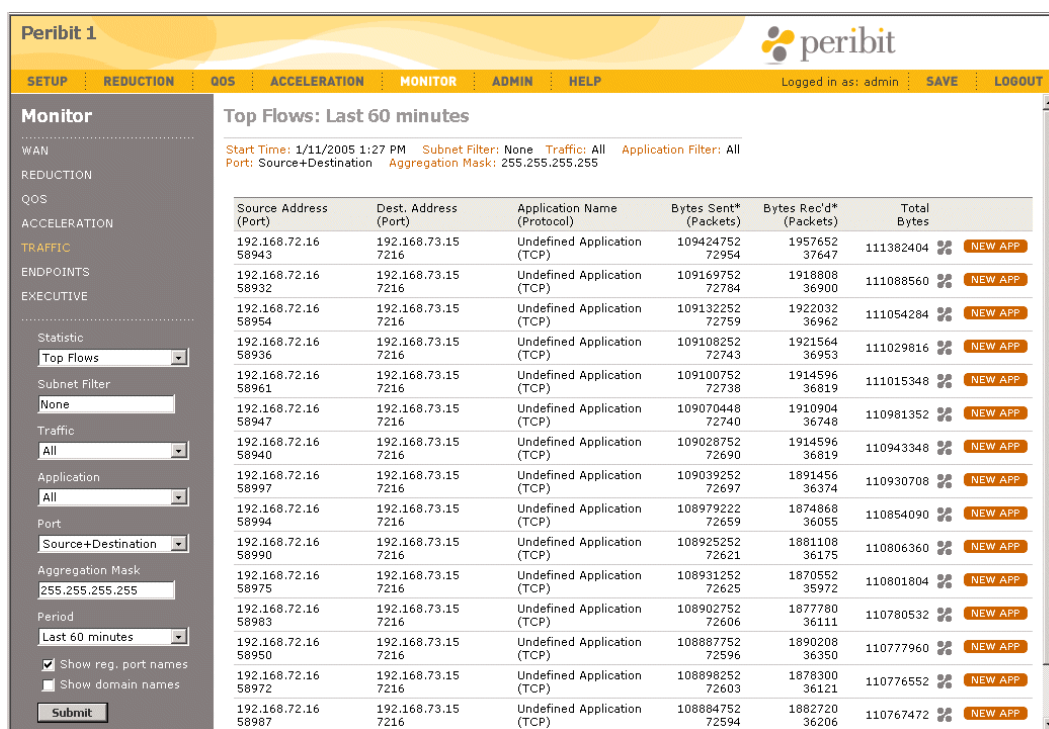 Peribit 1
peribit
SETUP REDUCTION QOS ACCELERATION MONITOR ADMIN HELP Logged in as: admin SAVE LOGOUT
Monitor
WAN
REDUCTION
QOS
ACCELERATION
TRAFFIC
ENDPOINTS
EXECUTIVE
Statistic
Top Flows
Subnet Filter
None
Traffic
All
Application
All
Port
Source+Destination
Aggregation Mask
255.255.255.255
Period
Last 60 minutes
Show reg. port names
Show domain names
Submit
Top Flows: Last 60 minutes
Start Time: 1/11/2005 1:27 PM Subnet Filter: None Traffic: All Application Filter: All
Port: Source+Destination Aggregation Mask: 255.255.255.255
Source Address Dest. Address Application Name Bytes Sent* Bytes Rec'd* Total
(Port) (Port) (Protocol) (Packets) (Packets) Bytes
192.168.72.16 192.168.73.15 Undefined Application 109424752 1957652 111382404 NEW APP
58943 7216 (TCP) 72954 37647
192.168.72.16 192.168.73.15 Undefined Application 109169752 1918808 111088560 NEW APP
58932 7216 (TCP) 72784 36900
192.168.72.16 192.168.73.15 Undefined Application 109132252 1922032 111054284 NEW APP
58954 7216 (TCP) 72759 36962
192.168.72.16 192.168.73.15 Undefined Application 109108252 1921564 111029816 NEW APP
58936 7216 (TCP) 72743 36953
192.168.72.16 192.168.73.15 Undefined Application 109100752 1914596 111015348 NEW APP
58961 7216 (TCP) 72738 36819
192.168.72.16 192.168.73.15 Undefined Application 109070448 1910904 110981352 NEW APP
58947 7216 (TCP) 72740 36748
192.168.72.16 192.168.73.15 Undefined Application 109028752 1914596 110943348 NEW APP
58940 7216 (TCP) 72690 36819
192.168.72.16 192.168.73.15 Undefined Application 109039252 1891456 110930708 NEW APP
58997 7216 (TCP) 72697 36374
192.168.72.16 192.168.73.15 Undefined Application 108979222 1874868 110854090 NEW APP
58994 7216 (TCP) 72659 36055
192.168.72.16 192.168.73.15 Undefined Application 108925252 1881108 110806360 NEW APP
58990 7216 (TCP) 72621 36175
192.168.72.16 192.168.73.15 Undefined Application 108931252 1870552 110801804 NEW APP
58975 7216 (TCP) 72625 35972
192.168.72.16 192.168.73.15 Undefined Application 108902752 1877780 110780532 NEW APP
58983 7216 (TCP) 72606 36111
192.168.72.16 192.168.73.15 Undefined Application 108887752 1890208 110777960 NEW APP
58950 7216 (TCP) 72596 36350
192.168.72.16 192.168.73.15 Undefined Application 108898252 1878300 110776552 NEW APP
58972 7216 (TCP) 72603 36121
192.168.72.16 192.168.73.15 Undefined Application 108884752 1882720 110767472 NEW APP
58987 7216 (TCP) 72594 36206